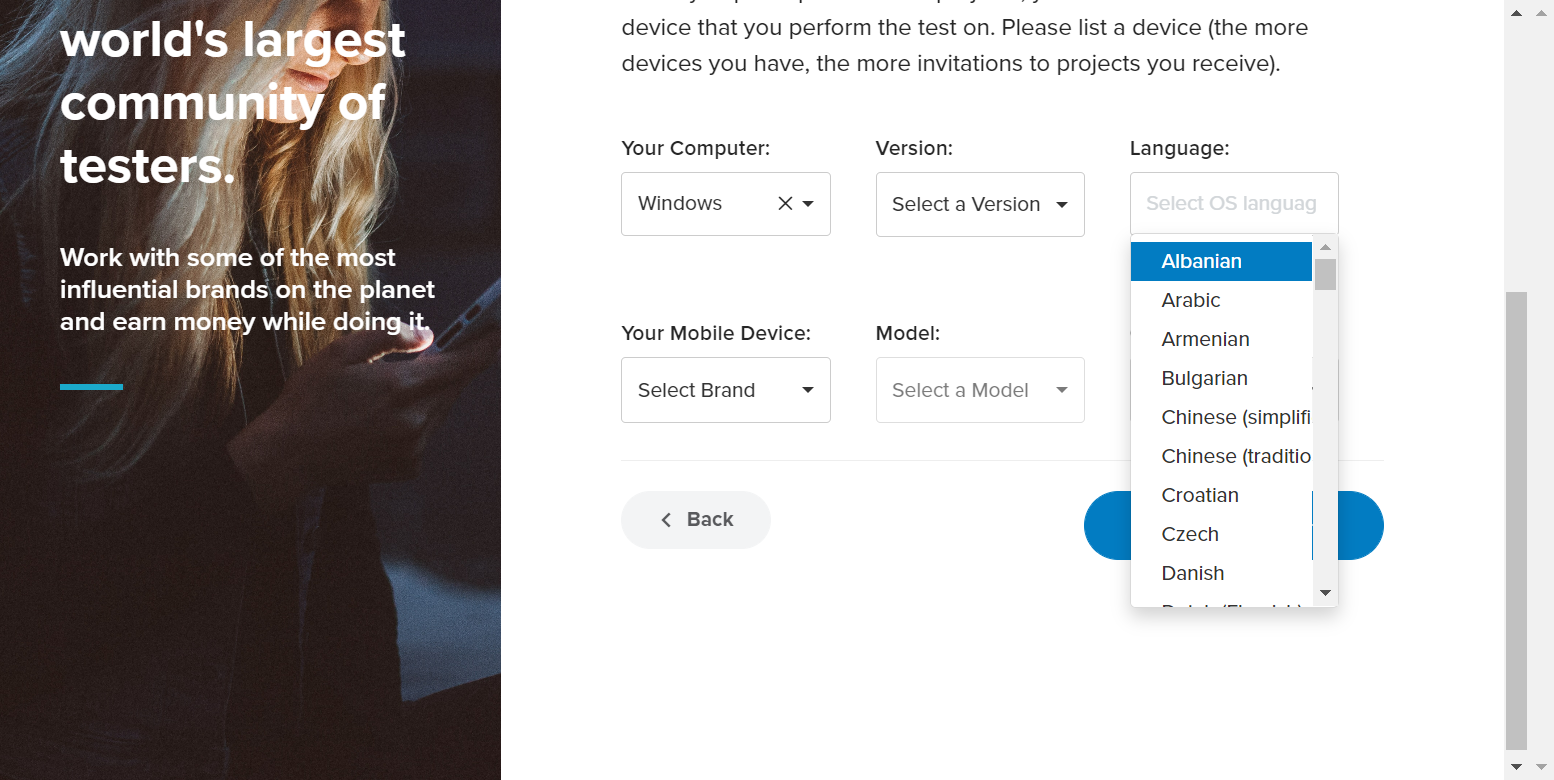 world's largest
community of
testers.
Work with some of the most
influential brands on the planet
and earn money while doing it.
device that you perform the test on. Please list a device (the more
devices you have, the more invitations to projects you receive).
Your Computer:
Version:
Language:
Windows
Select a Version
Select OS languag
Albanian
Arabic
Armenian
Bulgarian
Chinese (simplifi
Chinese (traditio
Croatian
Czech
Danish
Your Mobile Device:
Model:
Select Brand
Select a Model
Back